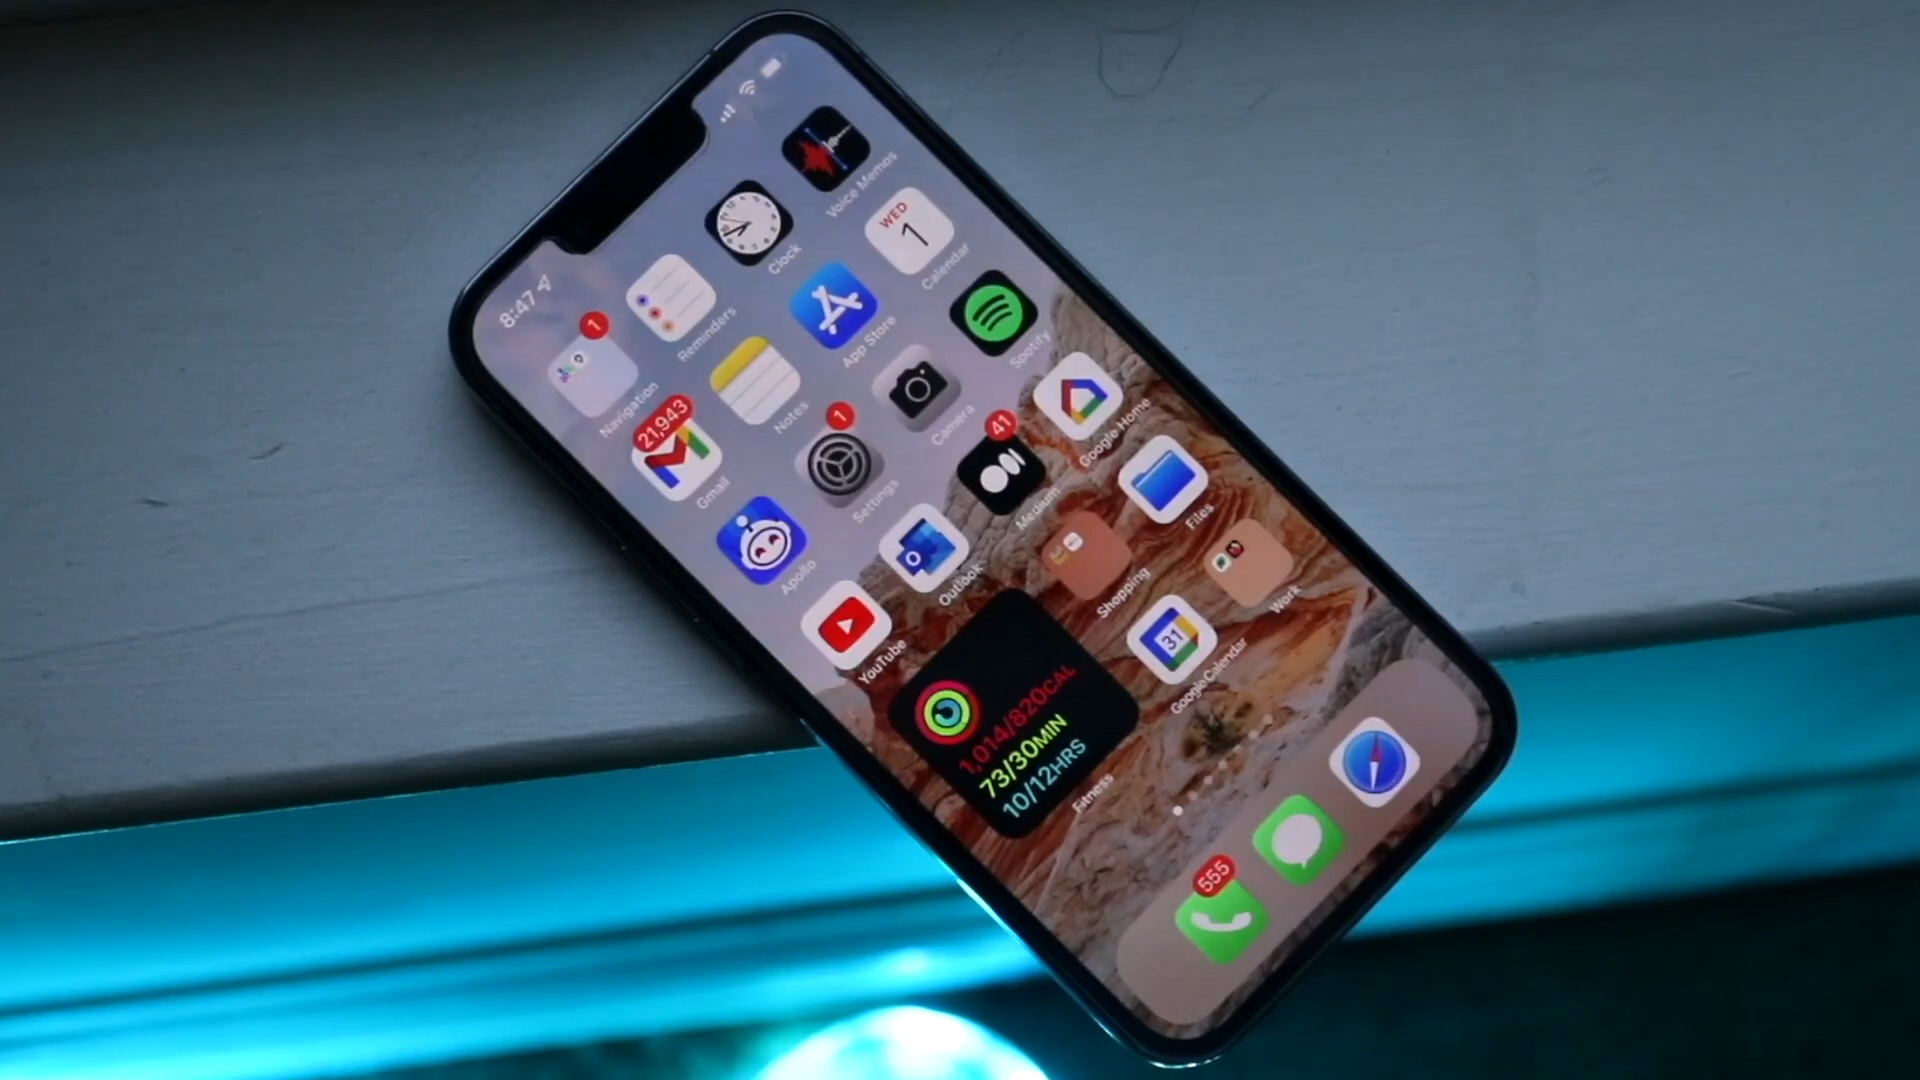 8:47
1
Navigation
Reminders
Clock
Voice Memos
21,943
Gmail
Notes
App Store
WED
1
Calendar
Apollo
1
Settings
Camera
Spotify
YouTube
Outlook
41
Medium
Google Home
1,014/820CAL
73/30MIN
10/12HRS
Fitness
Shopping
Files
31
Google Calendar
Work
555